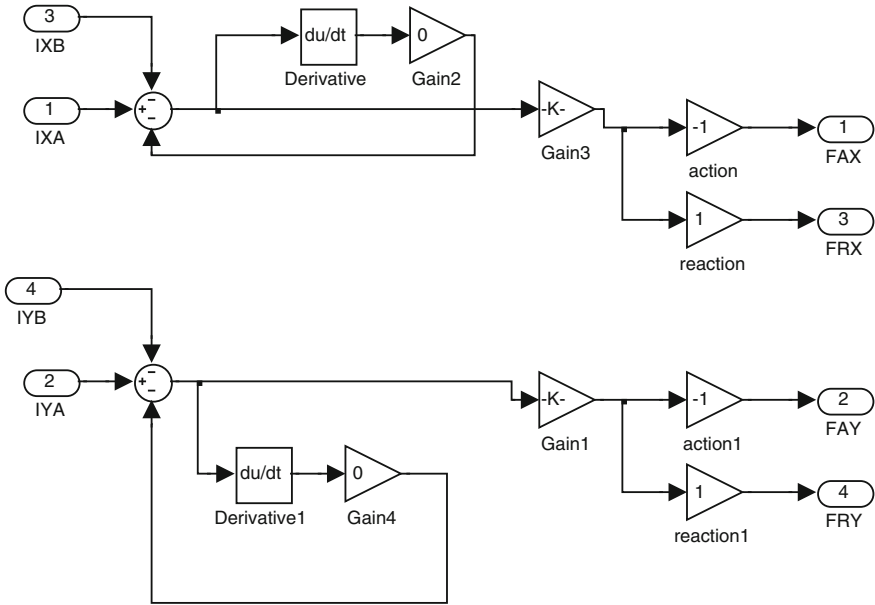 3
IXB
du/dt
Derivative
0
Gain2
1
IXA
+ - -
-K-
Gain3
-1
action
1
FAX
1
reaction
3
FRX
4
IYB
2
IYA
+ - -
-K-
Gain1
-1
action1
2
FAY
du/dt
Derivative1
0
Gain4
1
reaction1
4
FRY